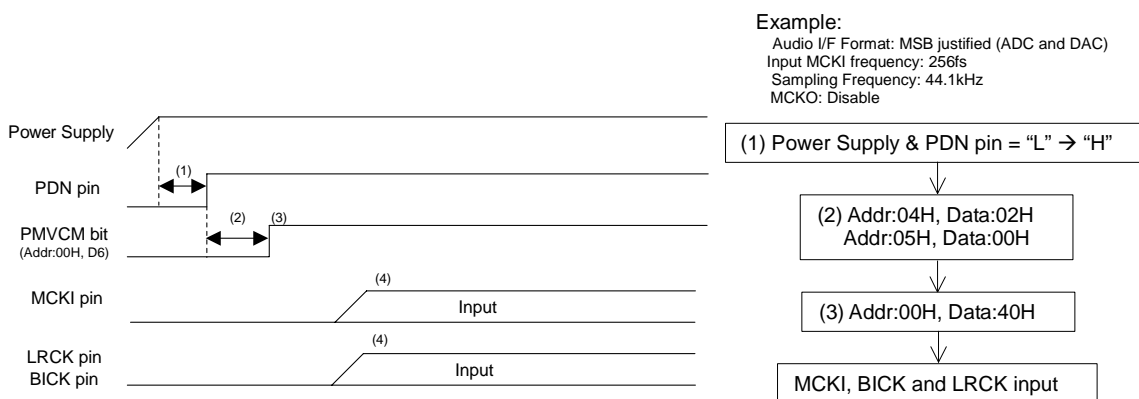 Example:
Audio I/F Format: MSB justified (ADC and DAC)
Input MCKI frequency: 256fs
Sampling Frequency: 44.1kHz
MCKO: Disable
Power Supply
(1)
PDN pin
(2)
(3)
PMVCM bit
(Addr:00H, D6)
(4)
MCKI pin
Input
(4)
LRCK pin
BICK pin
Input
(1) Power Supply & PDN pin = “L” → “H”
(2) Addr:04H, Data:02H
Addr:05H, Data:00H
(3) Addr:00H, Data:40H
MCKI, BICK and LRCK input